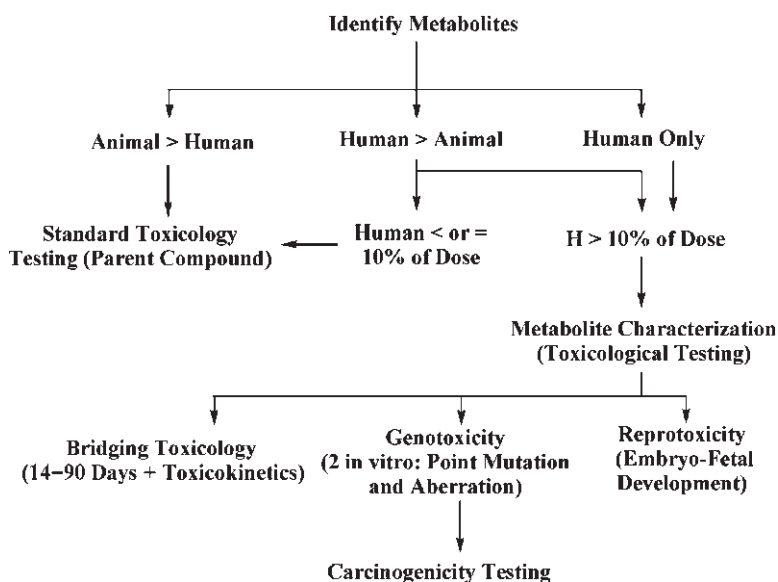 Identify Metabolites
Animal > Human
Human > Animal
Human Only
Standard Toxicology
Testing (Parent Compound)
Human < or =
10% of Dose
H > 10% of Dose
Metabolite Characterization
(Toxicological Testing)
Bridging Toxicology
(14–90 Days + Toxicokinetics)
Genotoxicity
(2 in vitro: Point Mutation
and Aberration)
Reprotoxicity
(Embryo-Fetal
Development)
Carcinogenicity Testing